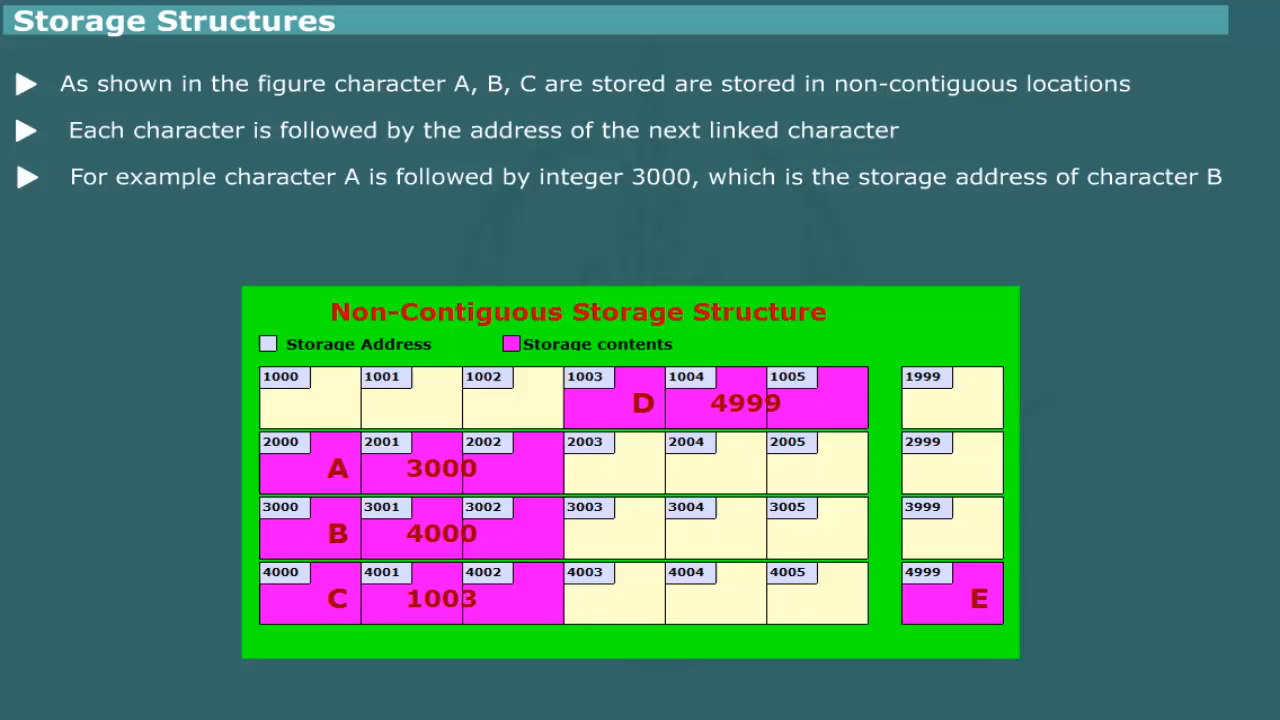 Storage Structures
As shown in the figure character A, B, C are stored are stored in non-contiguous locations
Each character is followed by the address of the next linked character
For example character A is followed by integer 3000, which is the storage address of character B
Non-Contiguous Storage Structure
Storage Address Storage contents
1000 1001 1002 1003 1004 1005 1999
D 4999
2000 2001 2002 2003 2004 2005 2999
A 3000
3000 3001 3002 3003 3004 3005 3999
B 4000
4000 4001 4002 4003 4004 4005 4999
C 1003 E